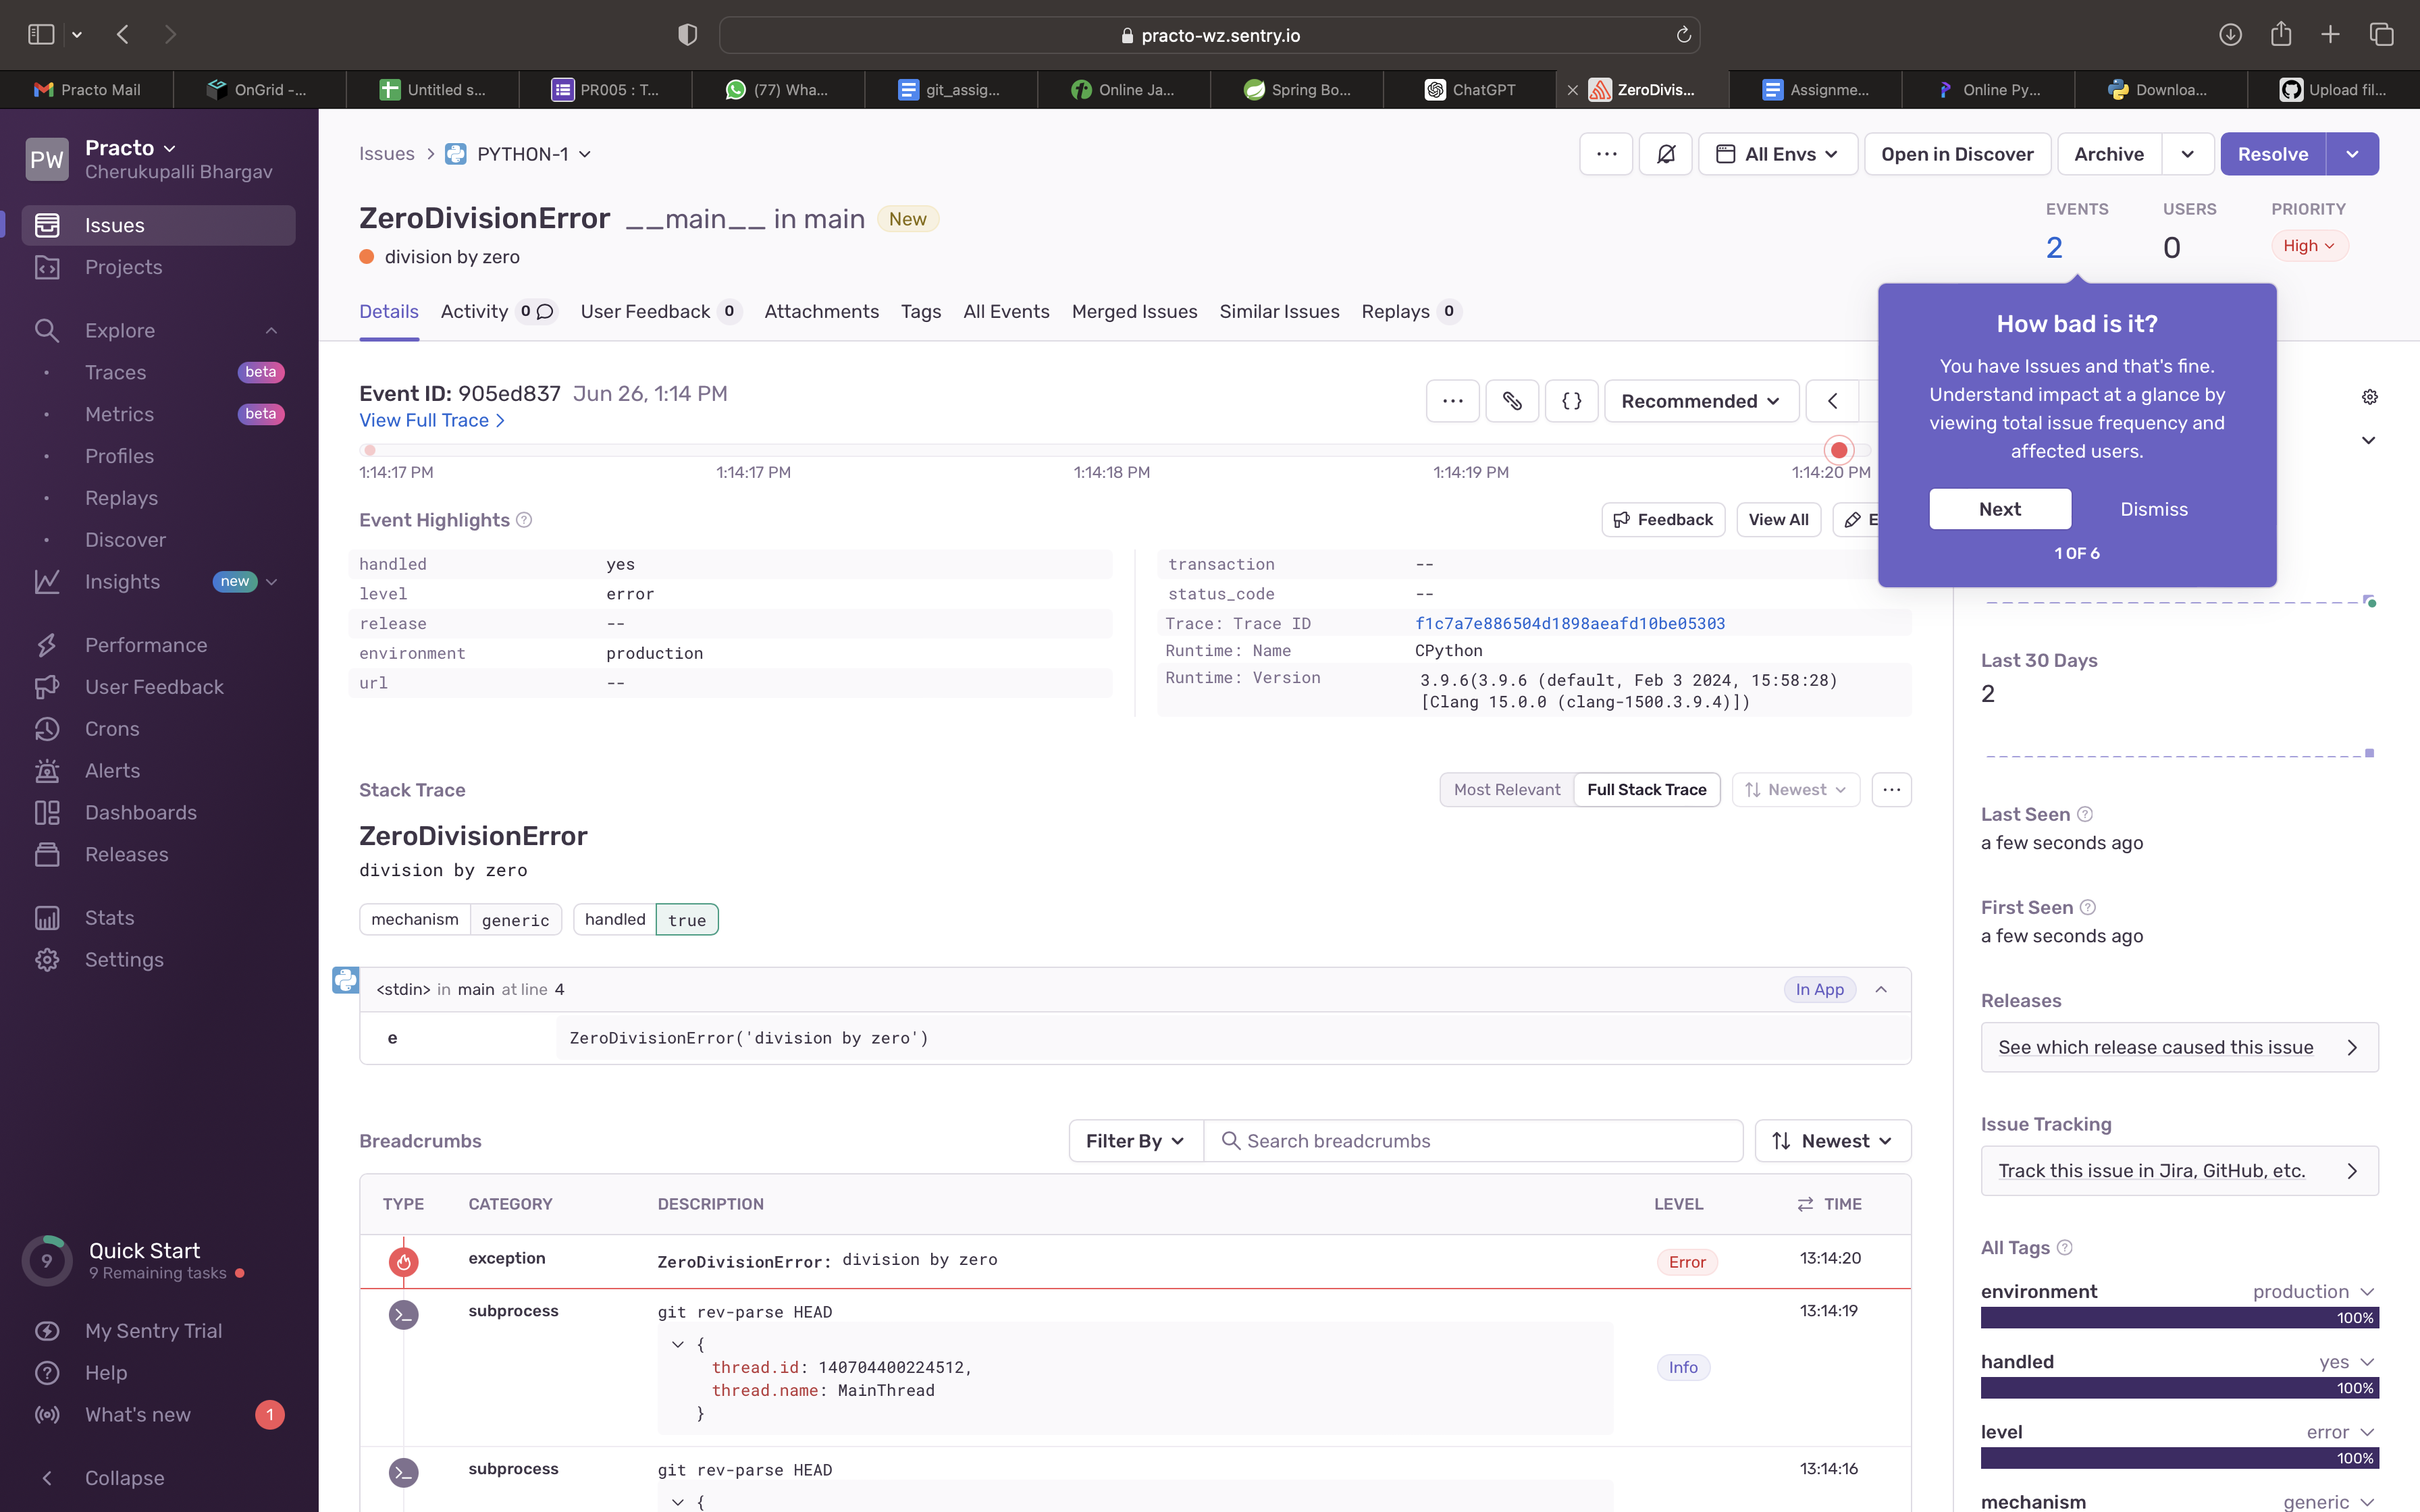 practo-wz.sentry.io
Practo Mail
OnGrid -...
Untitled s...
PR005 : T...
(77) Wha...
git_assig...
Online Ja...
Spring Bo...
ChatGPT
ZeroDivis...
Assignme...
Online Py...
Downloa...
Upload fil...
PW
Practo
Cherukupalli Bhargav
Issues
Projects
Explore
Traces
beta
Metrics
beta
Profiles
Replays
Discover
Insights
new
Performance
User Feedback
Crons
Alerts
Dashboards
Releases
Stats
Settings
9
Quick Start
9 Remaining tasks
My Sentry Trial
Help
What's new
1
Collapse
Issues
PYTHON-1
All Envs
Open in Discover
Archive
Resolve
ZeroDivisionError __main__ in main New
division by zero
EVENTS
2
USERS
0
PRIORITY
High
Details
Activity 0
User Feedback 0
Attachments
Tags
All Events
Merged Issues
Similar Issues
Replays 0
How bad is it?
You have Issues and that's fine.
Understand impact at a glance by
viewing total issue frequency and
affected users.
Next
Dismiss
1 OF 6
Event ID: 905ed837 Jun 26, 1:14 PM
View Full Trace
Recommended
1:14:17 PM
1:14:17 PM
1:14:18 PM
1:14:19 PM
1:14:20 PM
Event Highlights
Feedback
View All
E
handled yes
level error
release --
environment production
url --
transaction --
status_code --
Trace: Trace ID f1c7a7e886504d1898aeafd10be05303
Runtime: Name CPython
Runtime: Version 3.9.6(3.9.6 (default, Feb 3 2024, 15:58:28)
[Clang 15.0.0 (clang-1500.3.9.4)])
Stack Trace
Most Relevant
Full Stack Trace
Newest
ZeroDivisionError
division by zero
mechanism generic
handled true
<stdin> in main at line 4
In App
e ZeroDivisionError('division by zero')
Breadcrumbs
Filter By
Search breadcrumbs
Newest
TYPE CATEGORY DESCRIPTION LEVEL TIME
exception ZeroDivisionError: division by zero Error 13:14:20
subprocess git rev-parse HEAD 13:14:19
{
thread.id: 140704400224512,
Info
thread.name: MainThread
}
subprocess git rev-parse HEAD 13:14:16
{
Last 30 Days
2
Last Seen
a few seconds ago
First Seen
a few seconds ago
Releases
See which release caused this issue
Issue Tracking
Track this issue in Jira, GitHub, etc.
All Tags
environment production
100%
handled yes
100%
level error
100%
mechanism generic